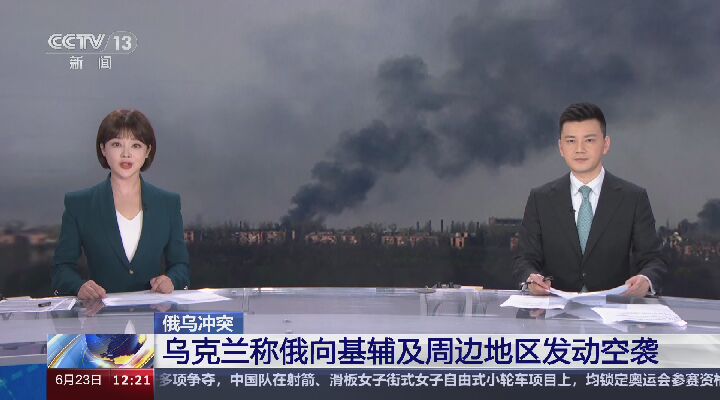 CCTV 13
新闻
俄乌冲突
乌克兰称俄向基辅及周边地区发动空袭
6月23日 12:21 多项争夺，中国队在射箭、滑板女子街式女子自由式小轮车项目上，均锁定奥运会参赛资格